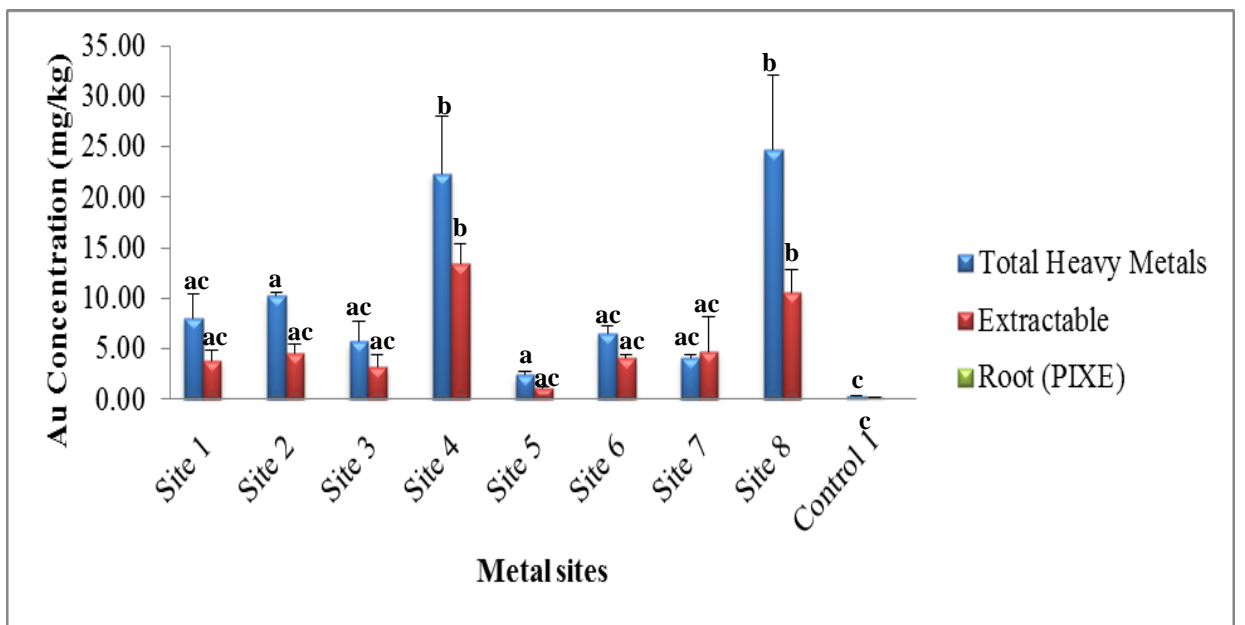 Au Concentration (mg/kg)
35.00
30.00
25.00
20.00
15.00
10.00
5.00
0.00
ac
ac
a
ac
ac
ac
b
b
a
ac
ac
ac
ac
ac
b
b
c
c
Site 1
Site 2
Site 3
Site 4
Site 5
Site 6
Site 7
Site 8
Control 1
Metal sites
Total Heavy Metals
Extractable
Root (PIXE)